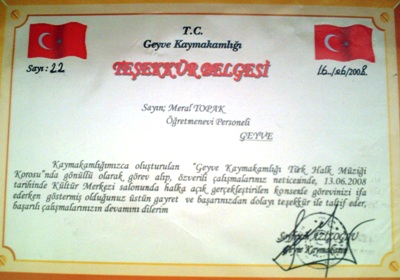 T.C.
Geyve Kaymakamlığı
Sayı: 22
TEŞEKKÜR BELGESİ
16/06/2008
Sayın; Meral TOPAK
Öğretmenevi Personeli
GEYVE
Kaymakamlığımızca oluşturulan "Geyve Kaymakamlığı Türk Halk Müziği
Korosu"nda gönüllü olarak görev alıp, özverili çalışmalarınız neticesinde, 13.06.2008
tarihinde Kültür Merkezi salonunda halka açık gerçekleştirilen konserde görevinizi ifa
ederken göstermiş olduğunuz üstün gayret ve başarınızdan dolayı teşekkür ile taltif eder,
başarılı çalışmalarınızın devamını dilerim
AZIZOĞLU
Geyve Kaymakamı